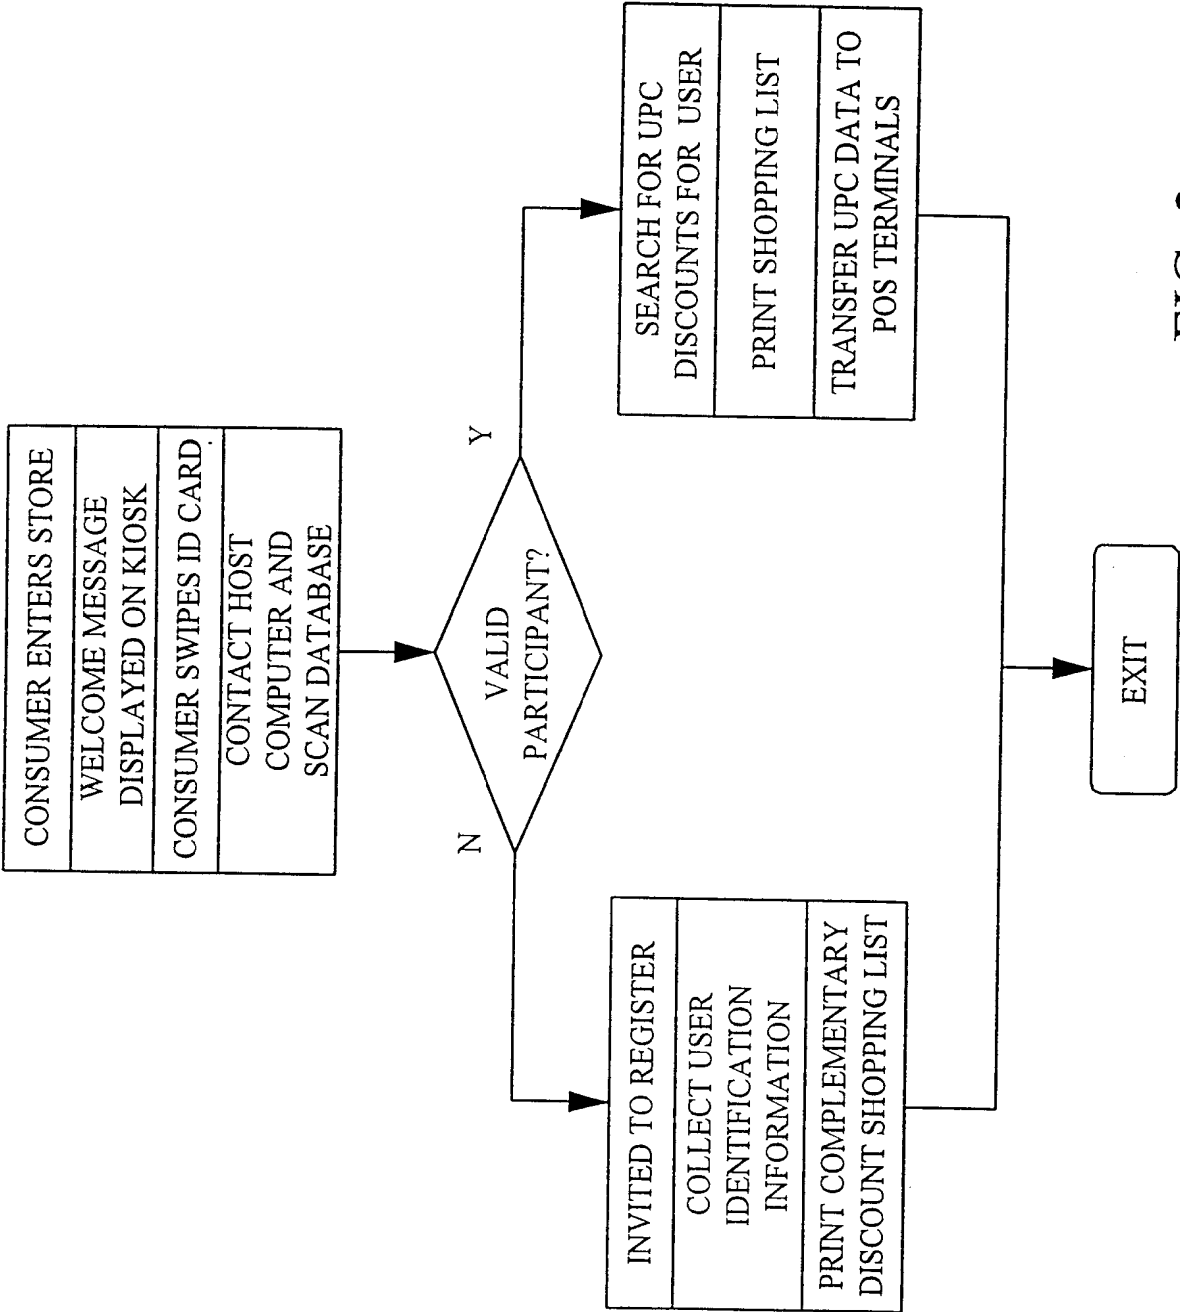 CONSUMER ENTERS STORE
WELCOME MESSAGE
DISPLAYED ON KIOSK
CONSUMER SWIPES ID CARD
CONTACT HOST
COMPUTER AND
SCAN DATABASE
VALID
PARTICIPANT?
N
Y
INVITED TO REGISTER
COLLECT USER
IDENTIFICATION
INFORMATION
PRINT COMPLEMENTARY
DISCOUNT SHOPPING LIST
SEARCH FOR UPC
DISCOUNTS FOR USER
PRINT SHOPPING LIST
TRANSFER UPC DATA TO
POS TERMINALS
EXIT